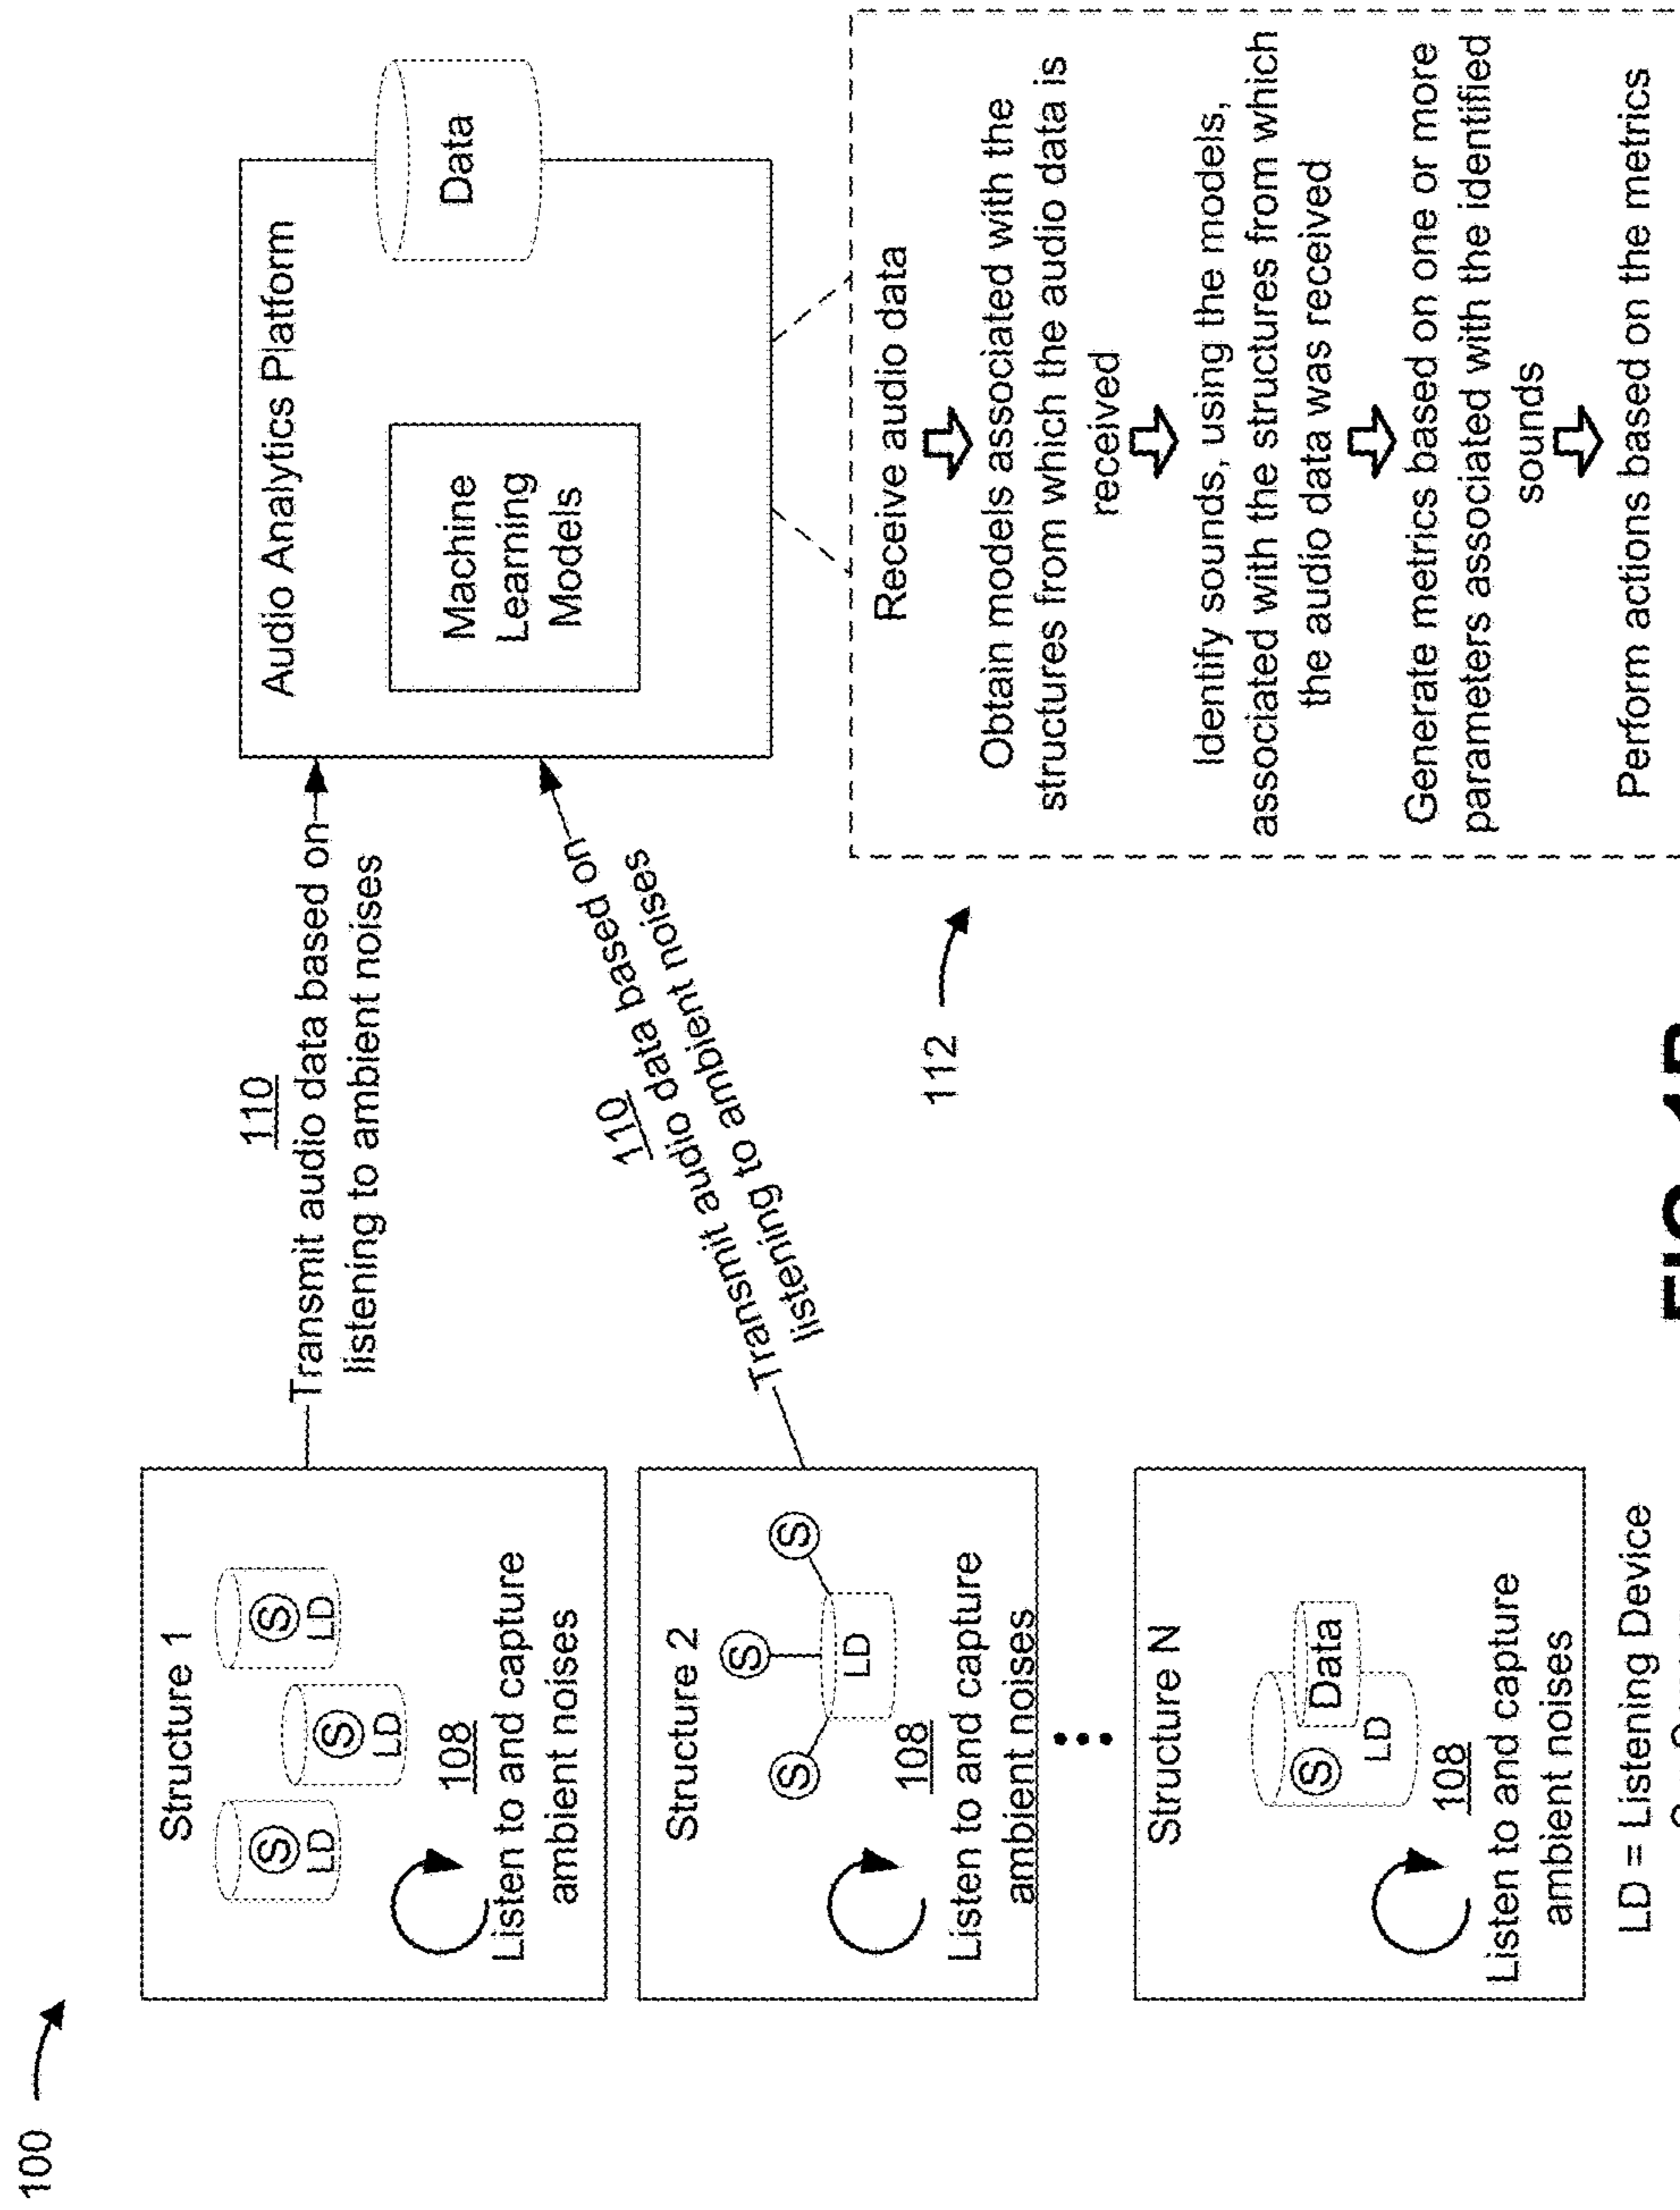 100
Structure 1
S
LD
S
LD
S
LD
108
Listen to and capture
ambient noises
Structure 2
S
S
S
LD
108
Listen to and capture
ambient noises
Structure N
S
LD
Data
108
Listen to and capture
ambient noises
LD = Listening Device
110
Transmit audio data based on
listening to ambient noises
110
Transmit audio data based on
listening to ambient noises
Audio Analytics Platform
Machine
Learning
Models
Data
112
Receive audio data
Obtain models associated with the
structures from which the audio data is
received
Identify sounds, using the models,
associated with the structures from which
the audio data was received
Generate metrics based on one or more
parameters associated with the identified
sounds
Perform actions based on the metrics